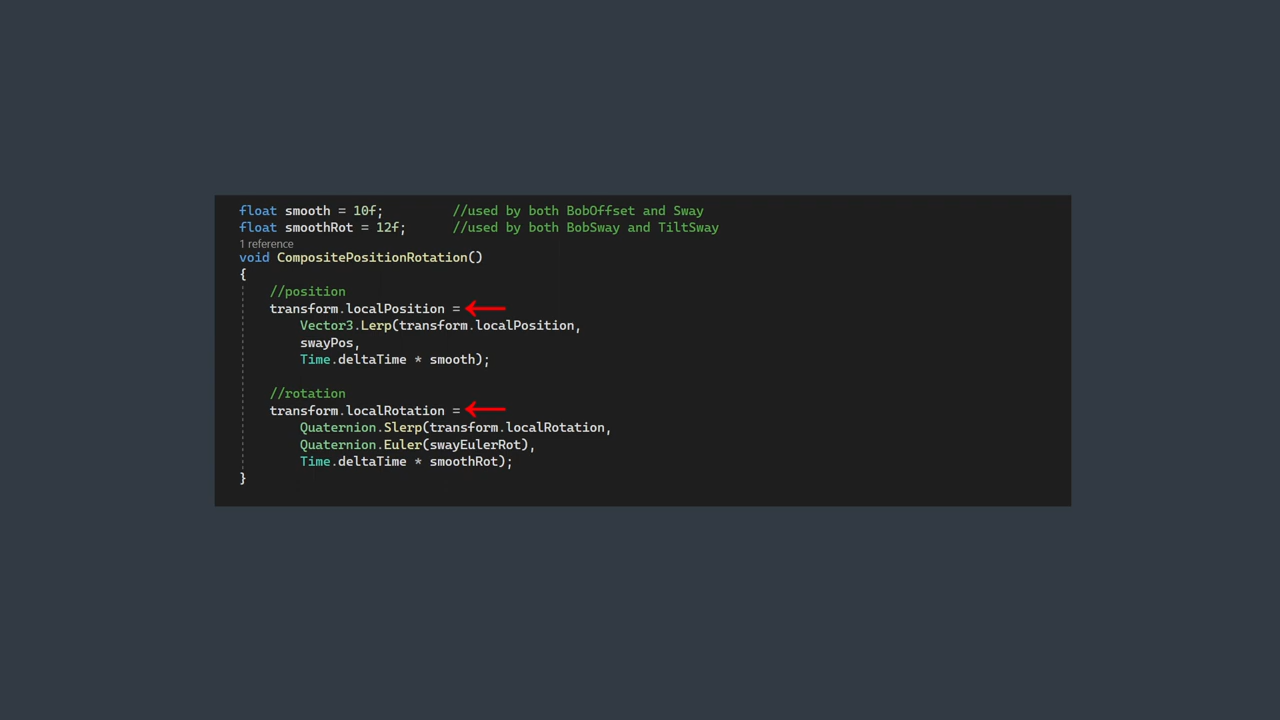 float smooth = 10f; //used by both BobOffset and Sway
float smoothRot = 12f; //used by both BobSway and TiltSway
1 reference
void CompositePositionRotation()
{
//position
transform.localPosition =
Vector3.Lerp(transform.localPosition,
swayPos,
Time.deltaTime * smooth);
//rotation
transform.localRotation =
Quaternion.Slerp(transform.localRotation,
Quaternion.Euler(swayEulerRot),
Time.deltaTime * smoothRot);
}